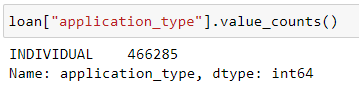 loan["application_type"].value_counts()
INDIVIDUAL    466285
Name: application_type, dtype: int64